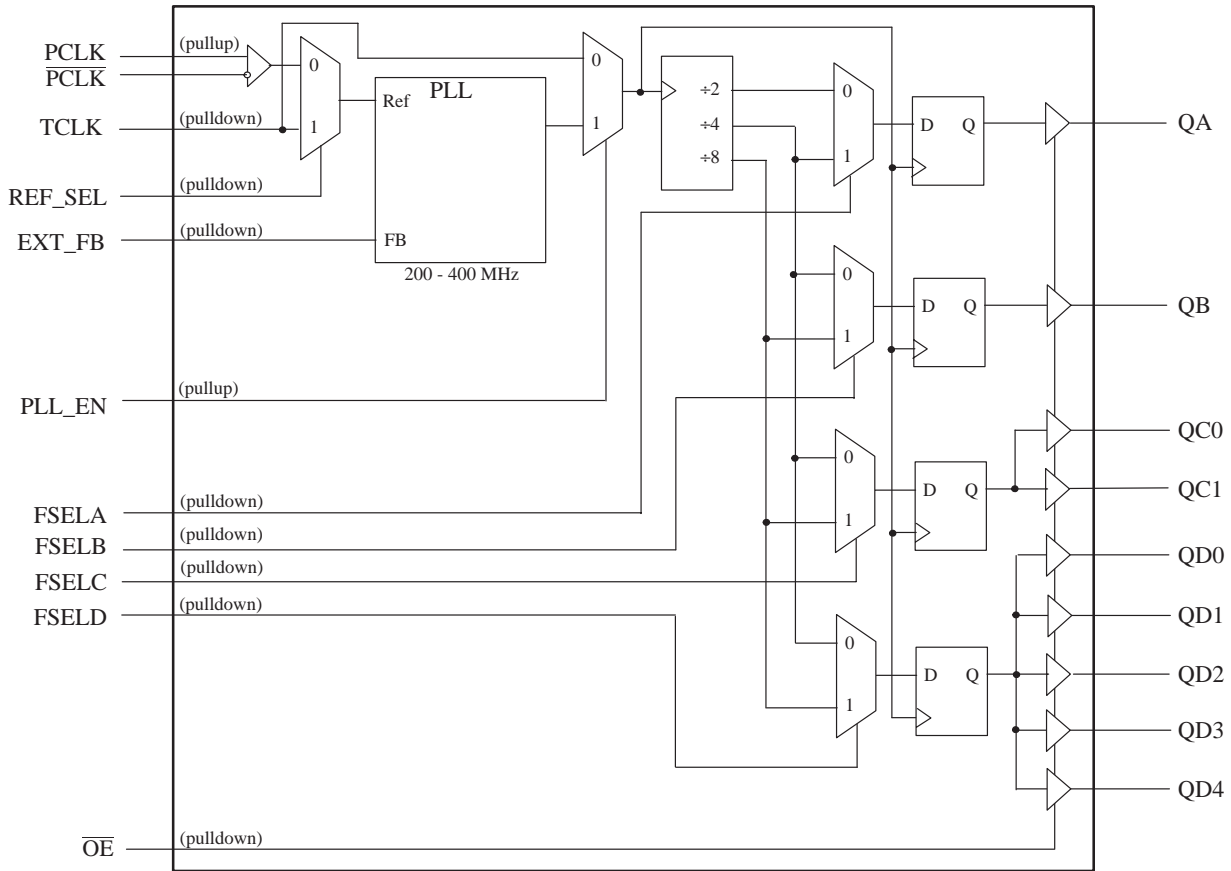 PCLK
(pullup)
PCLK
TCLK
(pulldown)
REF_SEL
(pulldown)
EXT_FB
(pulldown)
PLL_EN
(pullup)
FSELA
(pulldown)
FSELB
(pulldown)
FSELC
(pulldown)
FSELD
(pulldown)
OE
(pulldown)
0
1
PLL
Ref
FB
200 - 400 MHz
0
1
÷2
÷4
÷8
0
1
D
Q
QA
0
1
D
Q
QB
0
1
D
Q
QC0
QC1
0
1
D
Q
QD0
QD1
QD2
QD3
QD4